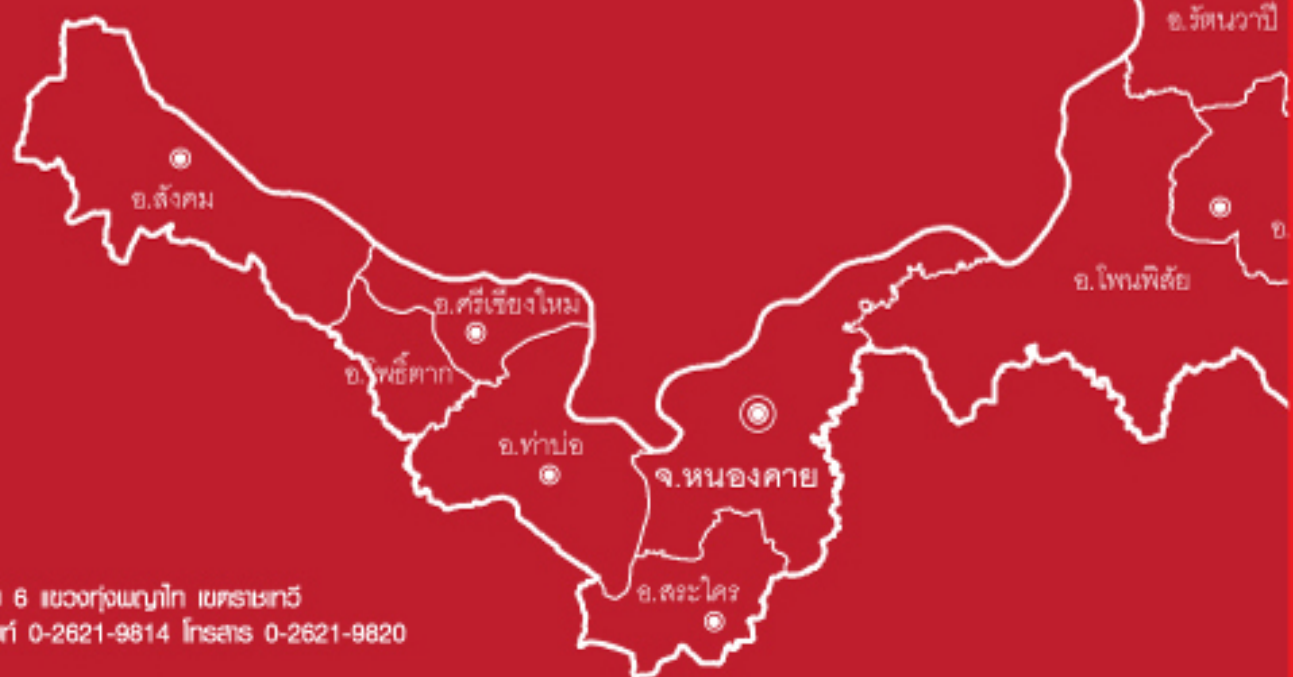 อ.รัตนวาปี
อ.สังคม
อ.
อ.โพนพิสัย
อ.ศรีเชียงใหม่
อ.โพธิ์ตาก
อ.ท่าบ่อ
จ.หนองคาย
อ.สระใคร
6 แขวงทุ่งพญาไท เขตราชเทวี
0-2621-9814 โทรสาร 0-2621-9820